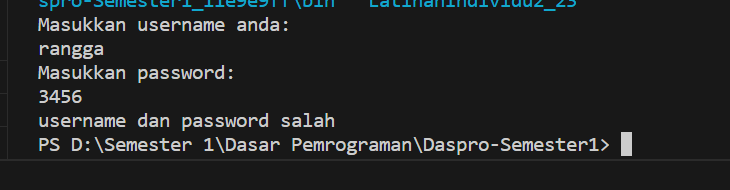 Masukkan username anda:
rangga
Masukkan password:
3456
username dan password salah
PS D:\Semester 1\Dasar Pemrograman\Daspro-Semester1>